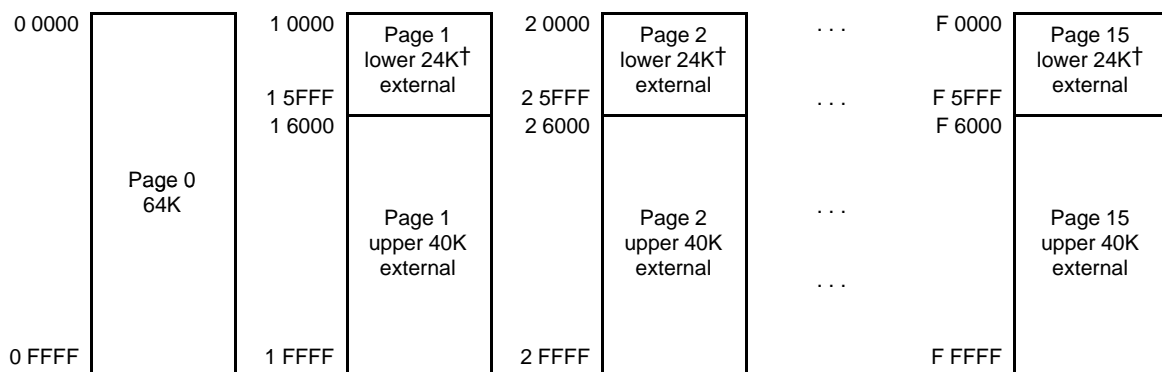 0 0000
1 0000
2 0000
. . .
F 0000
Page 1
lower 24K†
external
Page 2
lower 24K†
external
Page 15
lower 24K†
external
1 5FFF
2 5FFF
. . .
F 5FFF
1 6000
2 6000
F 6000
Page 0
64K
Page 1
upper 40K
external
Page 2
upper 40K
external
. . .
. . .
Page 15
upper 40K
external
0 FFFF
1 FFFF
2 FFFF
F FFFF